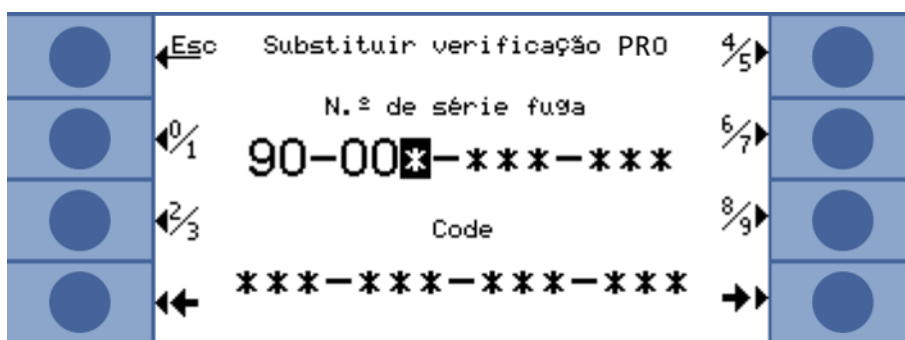 Esc Substituir verificação PRO 4/5
N.º de série fuga
0/1 6/7
90-00*-***-***
2/3 Code 8/9
***-***-***-***